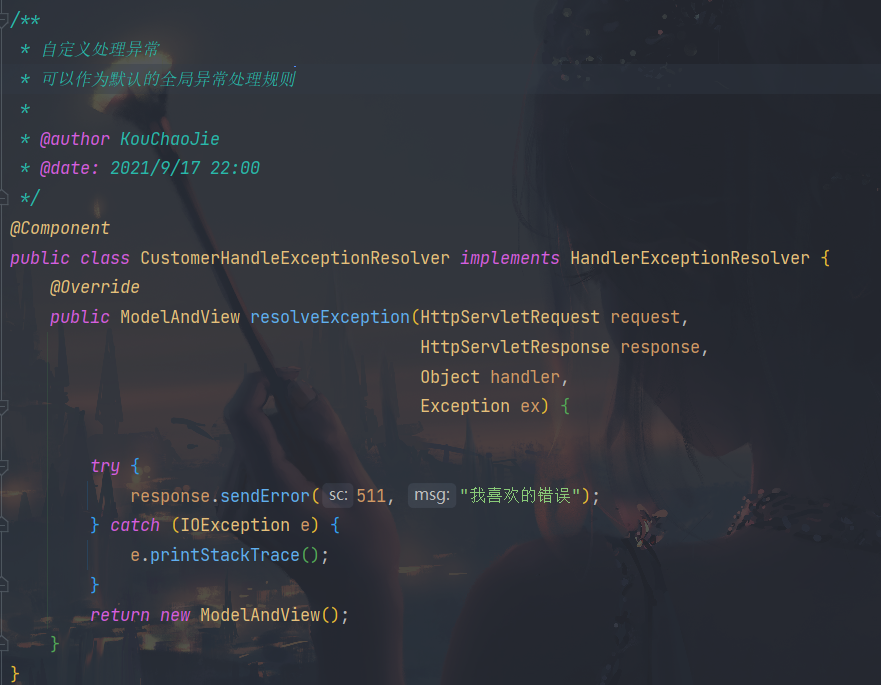 /**
 * 自定义处理异常
 * 可以作为默认的全局异常处理规则
 *
 * @author KouChaoJie
 * @date: 2021/9/17 22:00
 */
@Component
public class CustomerHandleExceptionResolver implements HandlerExceptionResolver {
    @Override
    public ModelAndView resolveException(HttpServletRequest request,
                                         HttpServletResponse response,
                                         Object handler,
                                         Exception ex) {
        try {
            response.sendError( sc: 511, msg: "我喜欢的错误");
        } catch (IOException e) {
            e.printStackTrace();
        }
        return new ModelAndView();
    }
}